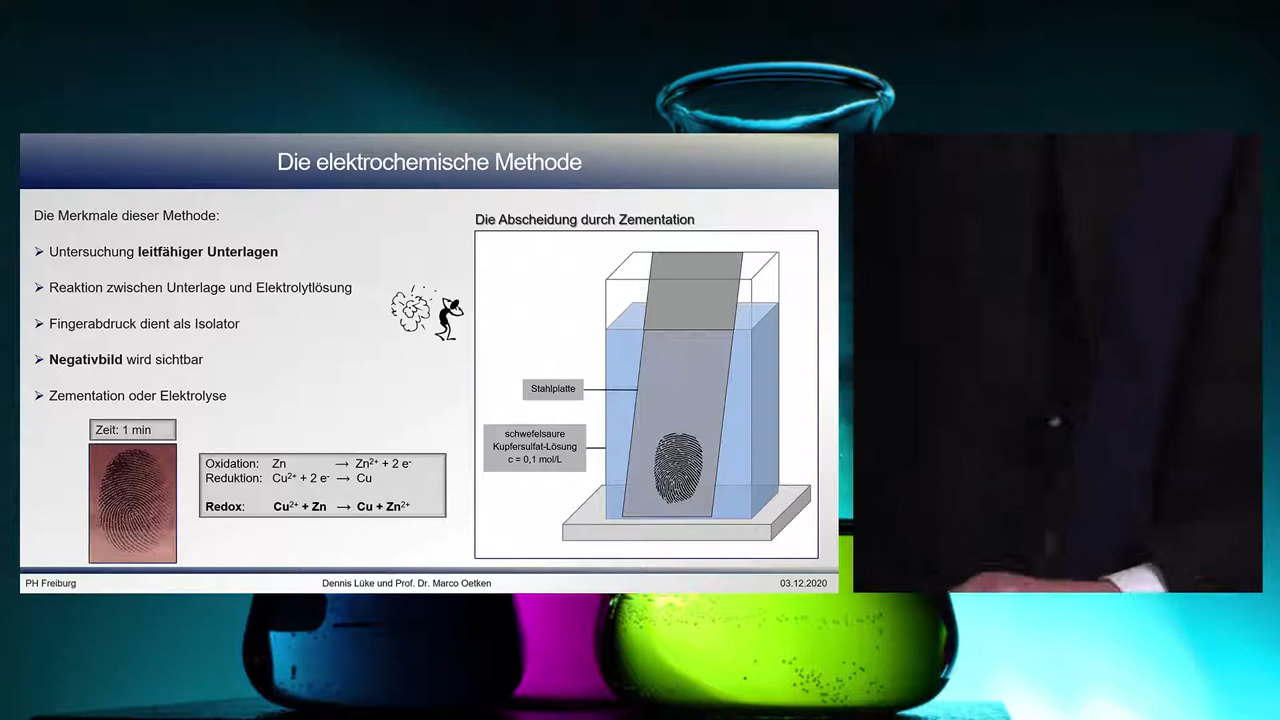 Die elektrochemische Methode
Die Merkmale dieser Methode:
➢ Untersuchung leitfähiger Unterlagen
➢ Reaktion zwischen Unterlage und Elektrolytlösung
➢ Fingerabdruck dient als Isolator
➢ Negativbild wird sichtbar
➢ Zementation oder Elektrolyse
Zeit: 1 min
Oxidation: Zn → Zn²⁺ + 2 e⁻
Reduktion: Cu²⁺ + 2 e⁻ → Cu
Redox: Cu²⁺ + Zn → Cu + Zn²⁺
Die Abscheidung durch Zementation
Stahlplatte
schwefelsaure
Kupfersulfat-Lösung
c = 0,1 mol/L
PH Freiburg
Dennis Lüke und Prof. Dr. Marco Oetken
03.12.2020